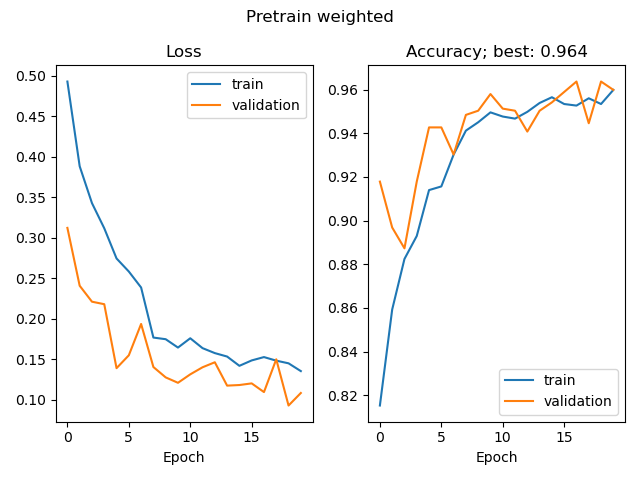 Pretrain weighted
Loss
Accuracy; best: 0.964
0.50
0.45
0.40
0.35
0.30
0.25
0.20
0.15
0.10
0
5
10
15
Epoch
train
validation
0.96
0.94
0.92
0.90
0.88
0.86
0.84
0.82
0
5
10
15
Epoch
train
validation